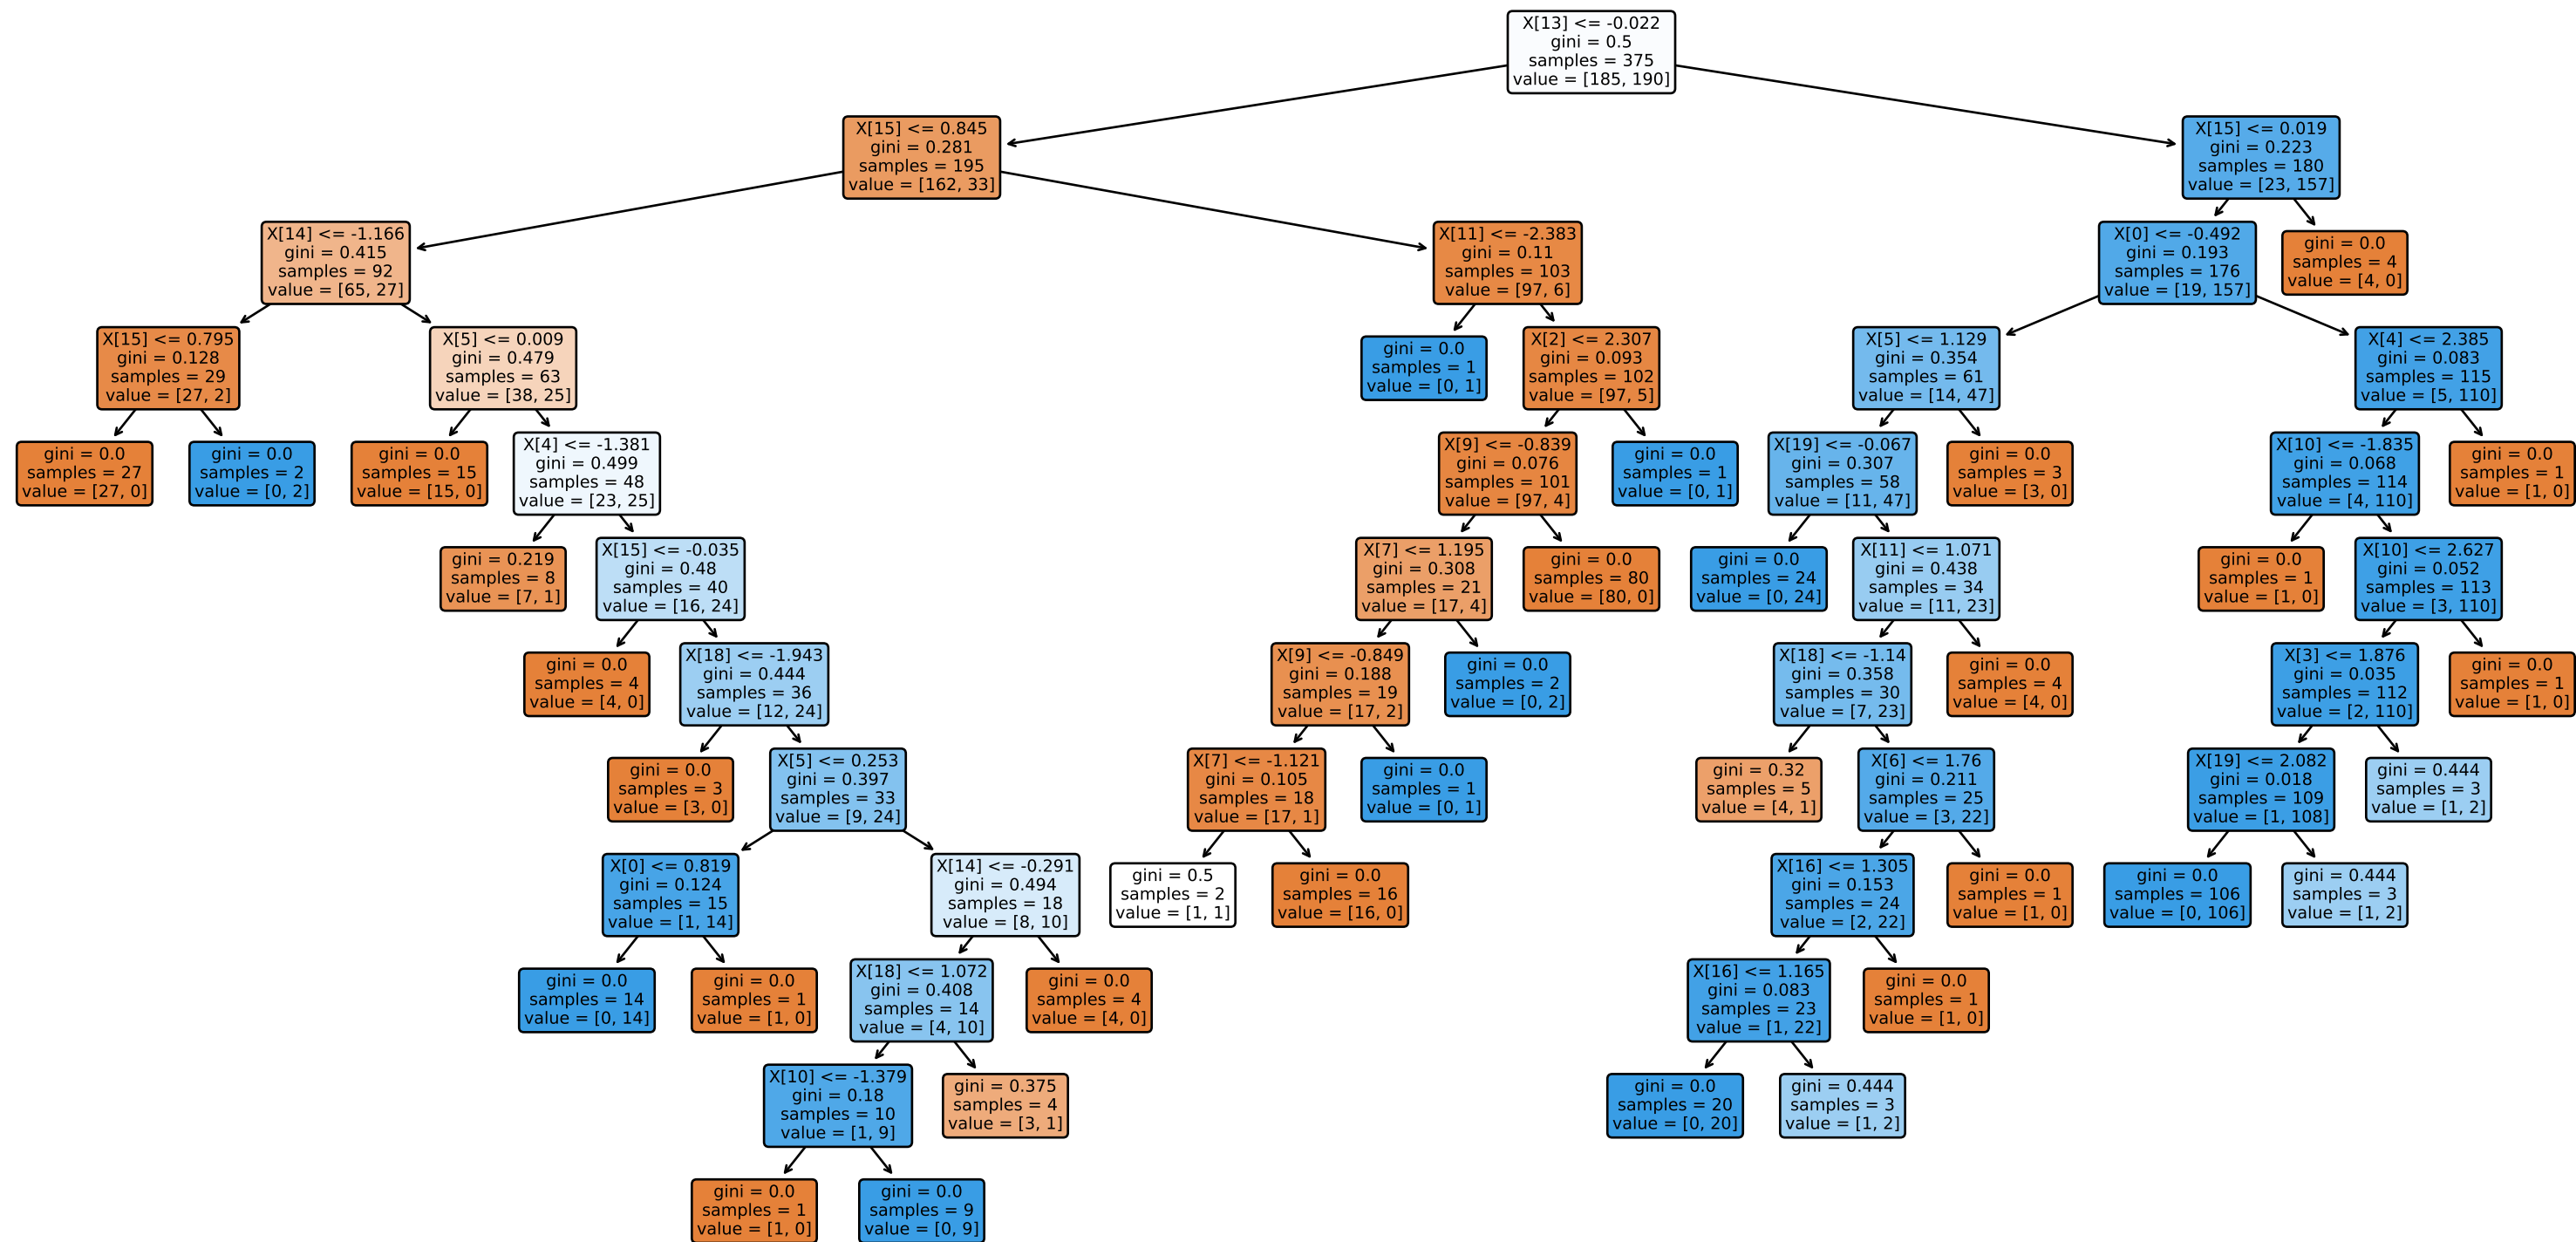 X[13] <= -0.022
gini = 0.5
samples = 375
value = [185, 190]
X[15] <= 0.845
gini = 0.281
samples = 195
value = [162, 33]
X[15] <= 0.019
gini = 0.223
samples = 180
value = [23, 157]
X[14] <= -1.166
gini = 0.415
samples = 92
value = [65, 27]
X[11] <= -2.383
gini = 0.11
samples = 103
value = [97, 6]
X[0] <= -0.492
gini = 0.193
samples = 176
value = [19, 157]
gini = 0.0
samples = 4
value = [4, 0]
X[15] <= 0.795
gini = 0.128
samples = 29
value = [27, 2]
X[5] <= 0.009
gini = 0.479
samples = 63
value = [38, 25]
gini = 0.0
samples = 1
value = [0, 1]
X[2] <= 2.307
gini = 0.093
samples = 102
value = [97, 5]
X[5] <= 1.129
gini = 0.354
samples = 61
value = [14, 47]
X[4] <= 2.385
gini = 0.083
samples = 115
value = [5, 110]
gini = 0.0
samples = 27
value = [27, 0]
gini = 0.0
samples = 2
value = [0, 2]
gini = 0.0
samples = 15
value = [15, 0]
X[4] <= -1.381
gini = 0.499
samples = 48
value = [23, 25]
X[9] <= -0.839
gini = 0.076
samples = 101
value = [97, 4]
gini = 0.0
samples = 1
value = [0, 1]
X[19] <= -0.067
gini = 0.307
samples = 58
value = [11, 47]
gini = 0.0
samples = 3
value = [3, 0]
X[10] <= -1.835
gini = 0.068
samples = 114
value = [4, 110]
gini = 0.0
samples = 1
value = [1, 0]
gini = 0.219
samples = 8
value = [7, 1]
X[15] <= -0.035
gini = 0.48
samples = 40
value = [16, 24]
X[7] <= 1.195
gini = 0.308
samples = 21
value = [17, 4]
gini = 0.0
samples = 80
value = [80, 0]
gini = 0.0
samples = 24
value = [0, 24]
X[11] <= 1.071
gini = 0.438
samples = 34
value = [11, 23]
gini = 0.0
samples = 1
value = [1, 0]
X[10] <= 2.627
gini = 0.052
samples = 113
value = [3, 110]
gini = 0.0
samples = 4
value = [4, 0]
X[18] <= -1.943
gini = 0.444
samples = 36
value = [12, 24]
X[9] <= -0.849
gini = 0.188
samples = 19
value = [17, 2]
gini = 0.0
samples = 2
value = [0, 2]
X[18] <= -1.14
gini = 0.358
samples = 30
value = [7, 23]
gini = 0.0
samples = 4
value = [4, 0]
X[3] <= 1.876
gini = 0.035
samples = 112
value = [2, 110]
gini = 0.0
samples = 1
value = [1, 0]
gini = 0.0
samples = 3
value = [3, 0]
X[5] <= 0.253
gini = 0.397
samples = 33
value = [9, 24]
X[7] <= -1.121
gini = 0.105
samples = 18
value = [17, 1]
gini = 0.0
samples = 1
value = [0, 1]
gini = 0.32
samples = 5
value = [4, 1]
X[6] <= 1.76
gini = 0.211
samples = 25
value = [3, 22]
X[19] <= 2.082
gini = 0.018
samples = 109
value = [1, 108]
gini = 0.444
samples = 3
value = [1, 2]
X[0] <= 0.819
gini = 0.124
samples = 15
value = [1, 14]
X[14] <= -0.291
gini = 0.494
samples = 18
value = [8, 10]
gini = 0.5
samples = 2
value = [1, 1]
gini = 0.0
samples = 16
value = [16, 0]
X[16] <= 1.305
gini = 0.153
samples = 24
value = [2, 22]
gini = 0.0
samples = 1
value = [1, 0]
gini = 0.0
samples = 106
value = [0, 106]
gini = 0.444
samples = 3
value = [1, 2]
gini = 0.0
samples = 14
value = [0, 14]
gini = 0.0
samples = 1
value = [1, 0]
X[18] <= 1.072
gini = 0.408
samples = 14
value = [4, 10]
gini = 0.0
samples = 4
value = [4, 0]
X[16] <= 1.165
gini = 0.083
samples = 23
value = [1, 22]
gini = 0.0
samples = 1
value = [1, 0]
X[10] <= -1.379
gini = 0.18
samples = 10
value = [1, 9]
gini = 0.375
samples = 4
value = [3, 1]
gini = 0.0
samples = 20
value = [0, 20]
gini = 0.444
samples = 3
value = [1, 2]
gini = 0.0
samples = 1
value = [1, 0]
gini = 0.0
samples = 9
value = [0, 9]